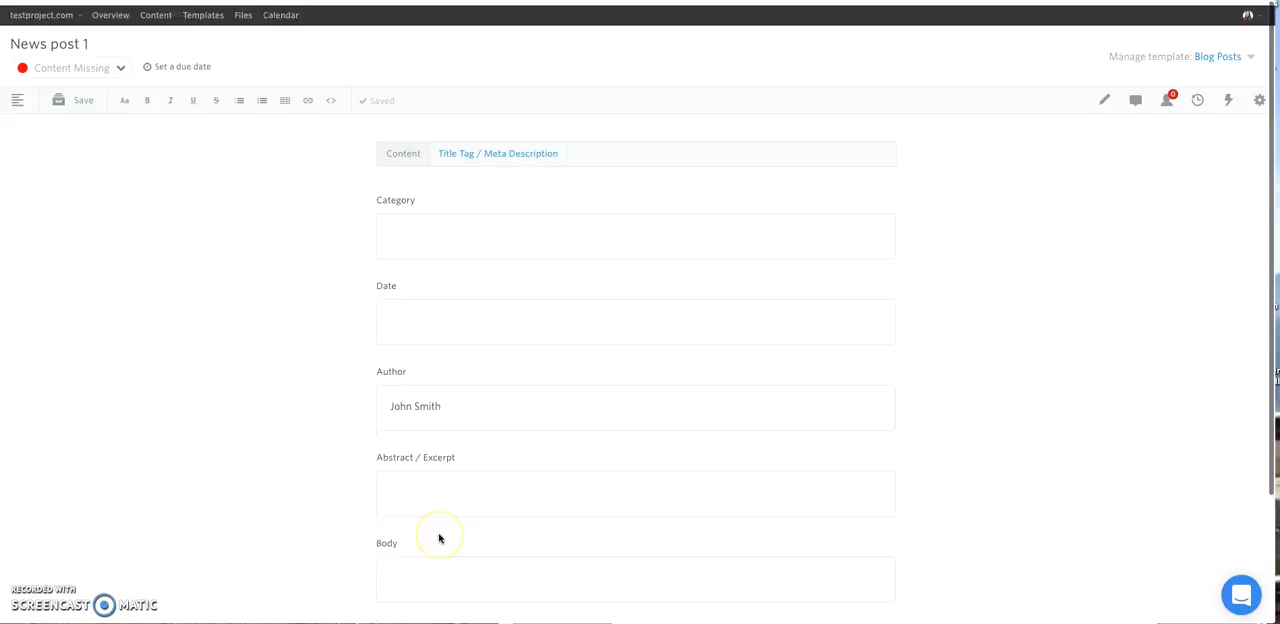 testproject.com Overview Content Templates Files Calendar
News post 1
Content Missing Set a due date
Manage template: Blog Posts
Save Aa B I U S Saved 0
Content Title Tag / Meta Description
Category
Date
Author
John Smith
Abstract / Excerpt
Body
RECORDED WITH
SCREENCAST MATIC